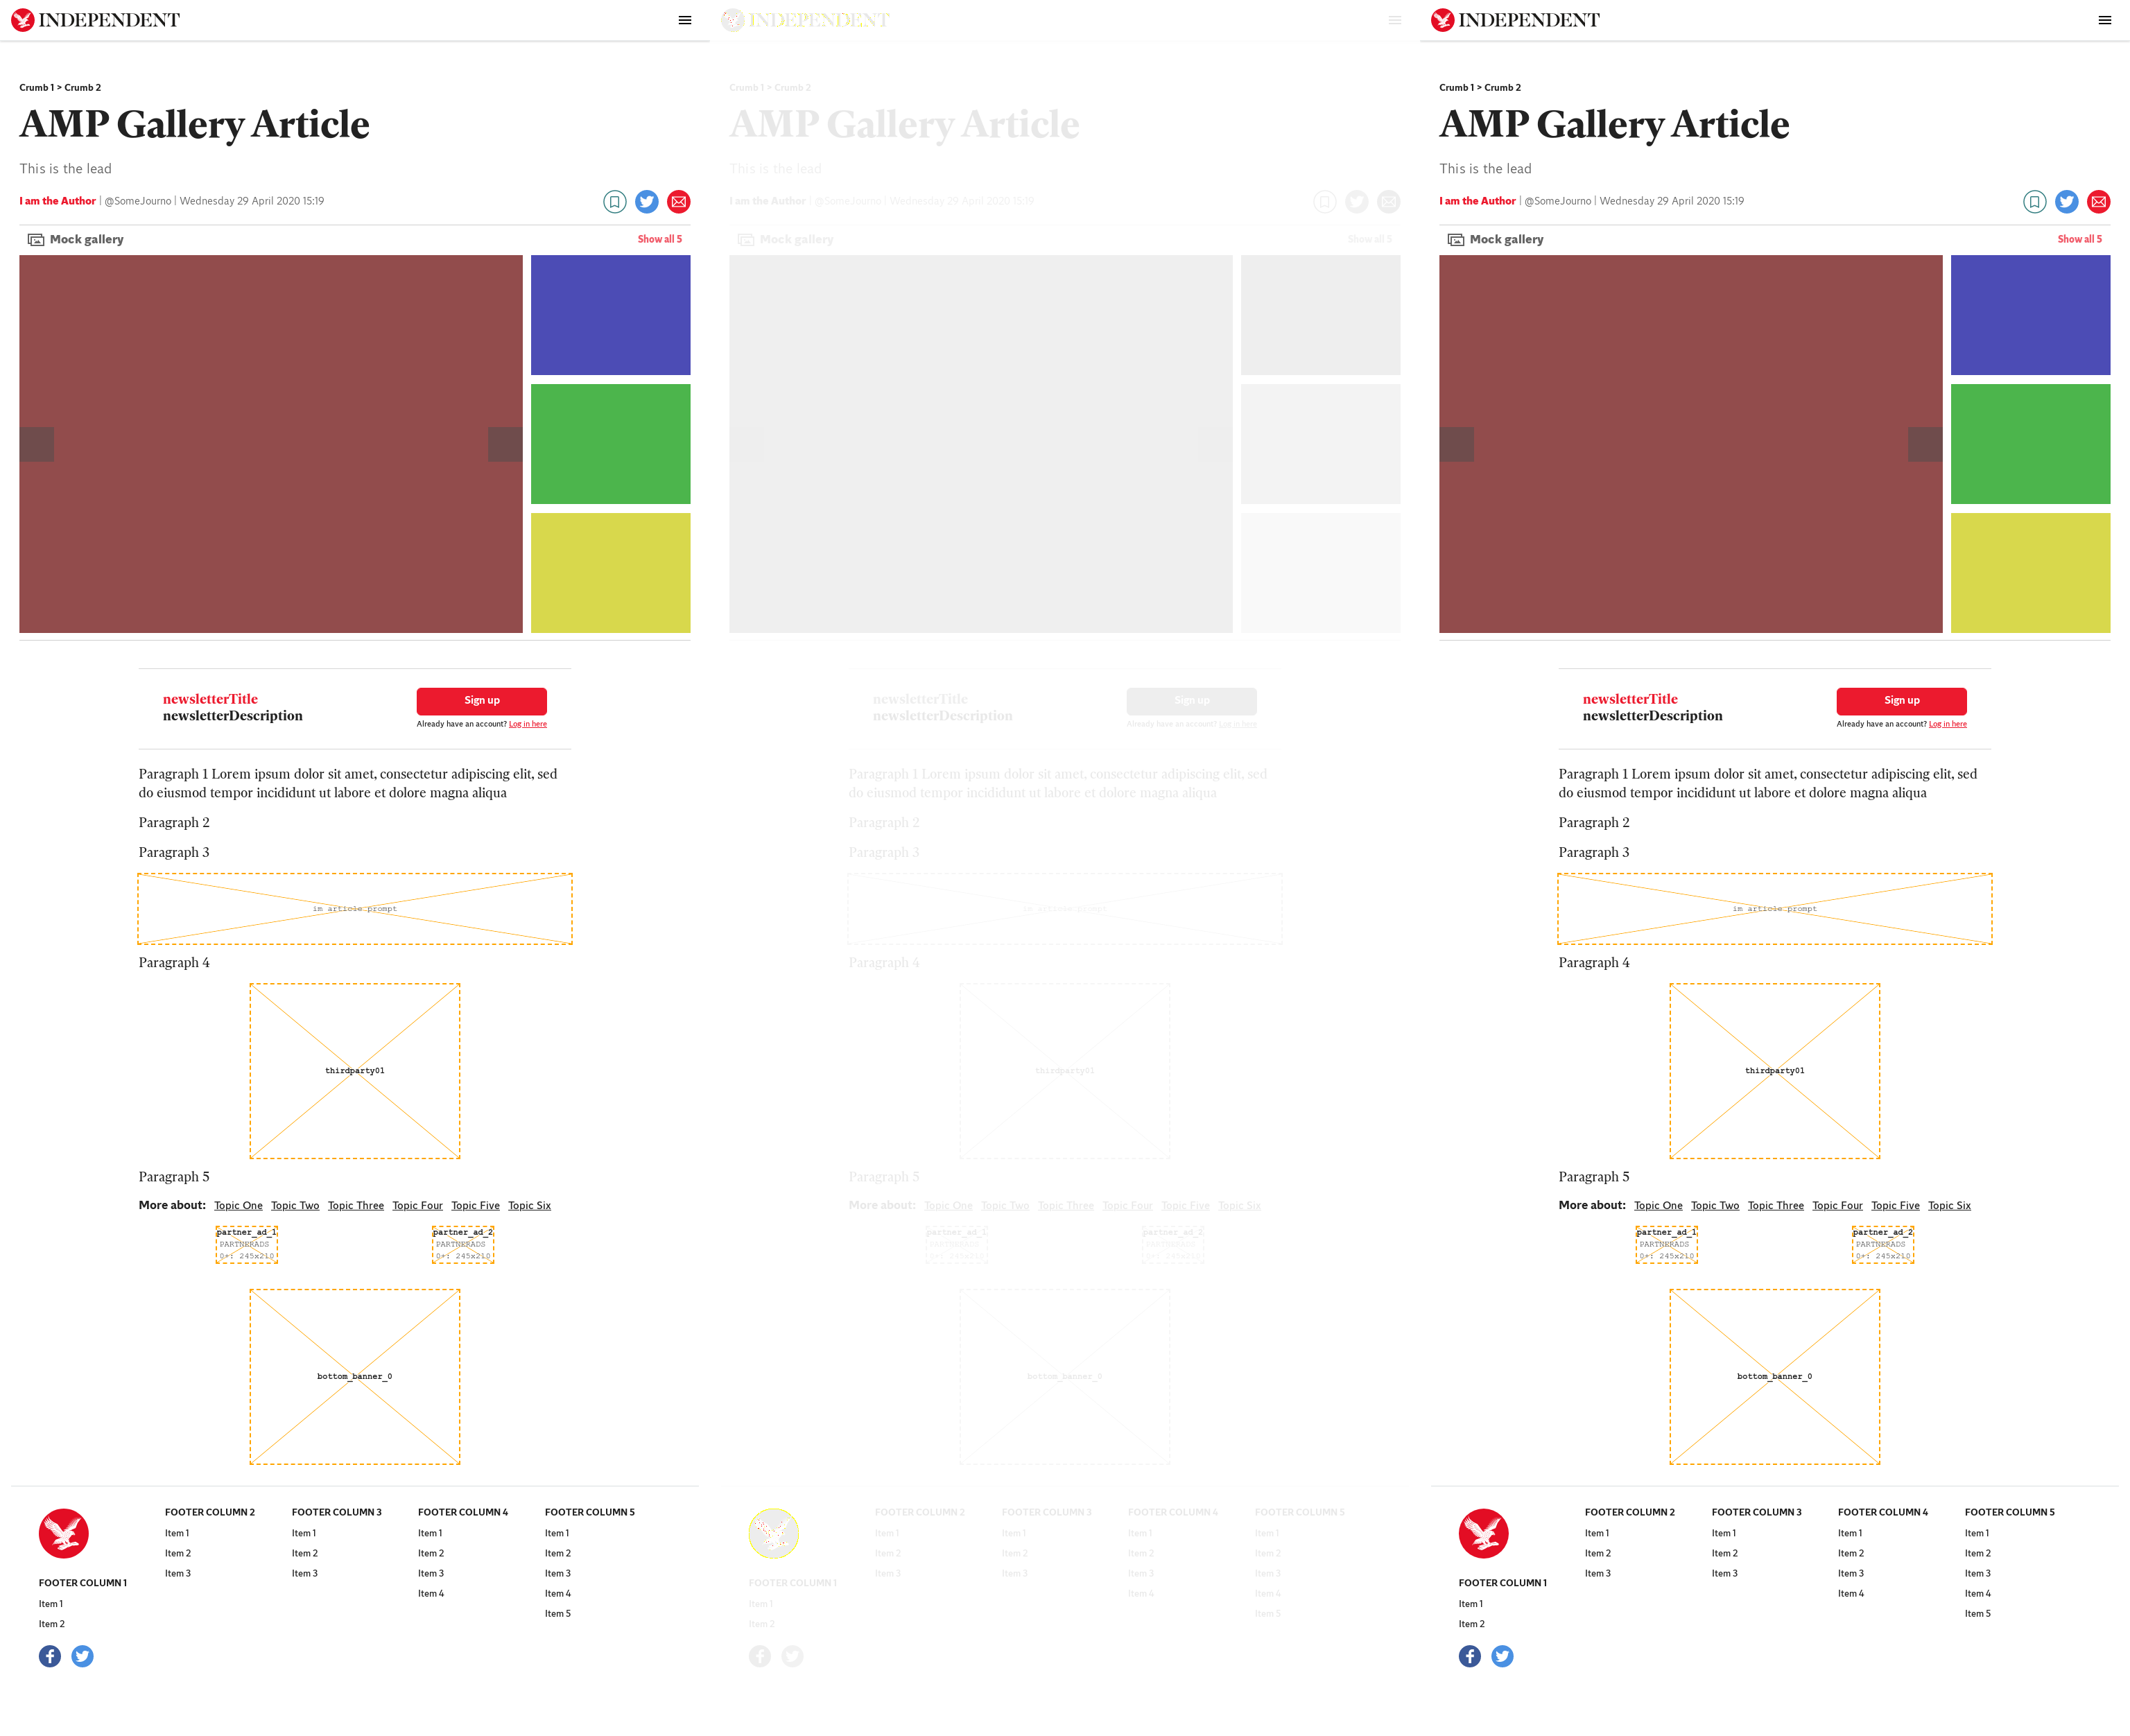 INDEPENDENT
Crumb 1 > Crumb 2
AMP Gallery Article
This is the lead
I am the Author | @SomeJourno | Wednesday 29 April 2020 15:19
Mock gallery
Show all 5
newsletterTitle
newsletterDescription
Sign up
Already have an account? Log in here
Paragraph 1 Lorem ipsum dolor sit amet, consectetur adipiscing elit, sed
do eiusmod tempor incididunt ut labore et dolore magna aliqua
Paragraph 2
Paragraph 3
im article prompt
Paragraph 4
thirdparty01
Paragraph 5
More about: Topic One Topic Two Topic Three Topic Four Topic Five Topic Six
partner_ad_1
PARTNERADS
0+: 245x210
partner_ad_2
PARTNERADS
0+: 245x210
bottom_banner_0
FOOTER COLUMN 1
Item 1
Item 2
FOOTER COLUMN 2
Item 1
Item 2
Item 3
FOOTER COLUMN 3
Item 1
Item 2
Item 3
FOOTER COLUMN 4
Item 1
Item 2
Item 3
Item 4
FOOTER COLUMN 5
Item 1
Item 2
Item 3
Item 4
Item 5
INDEPENDENT
Crumb 1 > Crumb 2
AMP Gallery Article
This is the lead
I am the Author | @SomeJourno | Wednesday 29 April 2020 15:19
Mock gallery
Show all 5
newsletterTitle
newsletterDescription
Sign up
Already have an account? Log in here
Paragraph 1 Lorem ipsum dolor sit amet, consectetur adipiscing elit, sed
do eiusmod tempor incididunt ut labore et dolore magna aliqua
Paragraph 2
Paragraph 3
im article prompt
Paragraph 4
thirdparty01
Paragraph 5
More about: Topic One Topic Two Topic Three Topic Four Topic Five Topic Six
partner_ad_1
PARTNERADS
0+: 245x210
partner_ad_2
PARTNERADS
0+: 245x210
bottom_banner_0
FOOTER COLUMN 1
Item 1
Item 2
FOOTER COLUMN 2
Item 1
Item 2
Item 3
FOOTER COLUMN 3
Item 1
Item 2
Item 3
FOOTER COLUMN 4
Item 1
Item 2
Item 3
Item 4
FOOTER COLUMN 5
Item 1
Item 2
Item 3
Item 4
Item 5
INDEPENDENT
Crumb 1 > Crumb 2
AMP Gallery Article
This is the lead
I am the Author | @SomeJourno | Wednesday 29 April 2020 15:19
Mock gallery
Show all 5
newsletterTitle
newsletterDescription
Sign up
Already have an account? Log in here
Paragraph 1 Lorem ipsum dolor sit amet, consectetur adipiscing elit, sed
do eiusmod tempor incididunt ut labore et dolore magna aliqua
Paragraph 2
Paragraph 3
im article prompt
Paragraph 4
thirdparty01
Paragraph 5
More about: Topic One Topic Two Topic Three Topic Four Topic Five Topic Six
partner_ad_1
PARTNERADS
0+: 245x210
partner_ad_2
PARTNERADS
0+: 245x210
bottom_banner_0
FOOTER COLUMN 1
Item 1
Item 2
FOOTER COLUMN 2
Item 1
Item 2
Item 3
FOOTER COLUMN 3
Item 1
Item 2
Item 3
FOOTER COLUMN 4
Item 1
Item 2
Item 3
Item 4
FOOTER COLUMN 5
Item 1
Item 2
Item 3
Item 4
Item 5